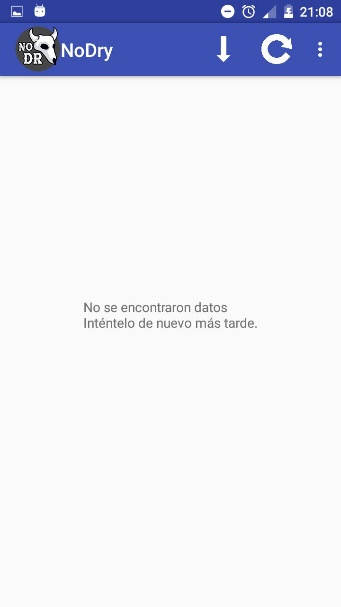 21:08
NO
DR
NoDry
No se encontraron datos
Inténtelo de nuevo más tarde.